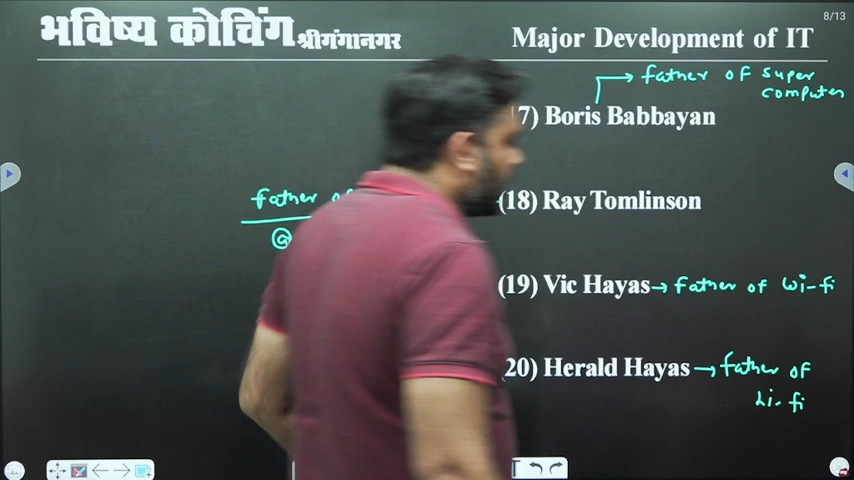 8/13
भविष्य कोचिंग श्रीगंगानगर
Major Development of IT
father of super
computer
7) Boris Babbayan
father of
@
(18) Ray Tomlinson
(19) Vic Hayas → father of wi-fi
20) Herald Hayas → father of
Li-fi
T